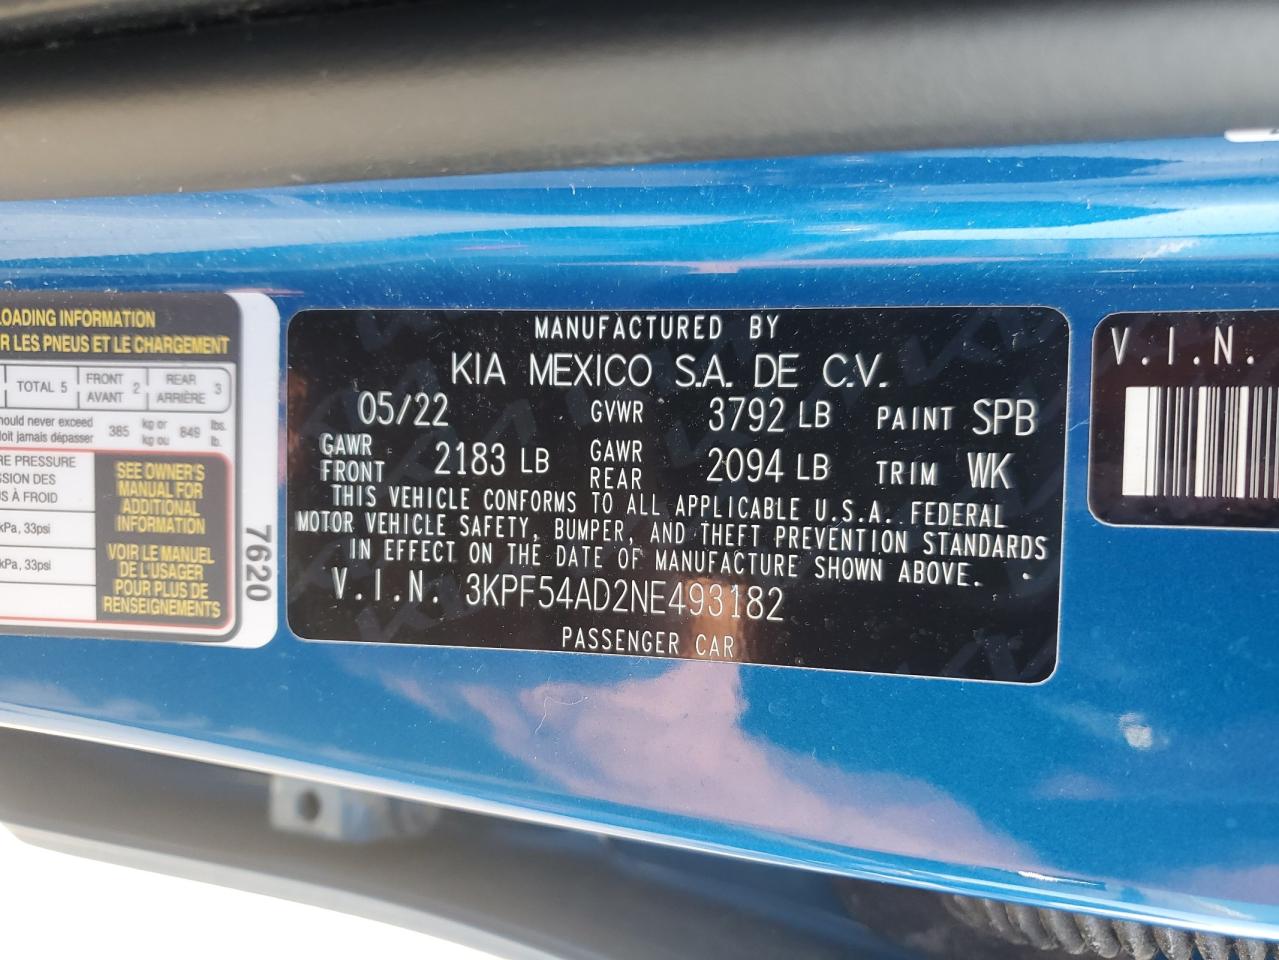 LOADING INFORMATION
R LES PNEUS ET LE CHARGEMENT
TOTAL 5 FRONT AVANT 2 REAR ARRIÈRE 3
should never exceed 385 kg or 849 lbs.
doit jamais dépasser kg ou lb.
RE PRESSURE
SSION DES
S À FROID
kPa, 33psi
kPa, 33psi
SEE OWNER'S
MANUAL FOR
ADDITIONAL
INFORMATION
VOIR LE MANUEL
DE L'USAGER
POUR PLUS DE
RENSEIGNEMENTS
7620
MANUFACTURED BY
KIA MEXICO S.A. DE C.V.
05/22 GVWR 3792 LB PAINT SPB
GAWR FRONT 2183 LB GAWR REAR 2094 LB TRIM WK
THIS VEHICLE CONFORMS TO ALL APPLICABLE U.S.A. FEDERAL
MOTOR VEHICLE SAFETY, BUMPER, AND THEFT PREVENTION STANDARDS
IN EFFECT ON THE DATE OF MANUFACTURE SHOWN ABOVE.
V.I.N. 3KPF54AD2NE493182
PASSENGER CAR
V.I.N.